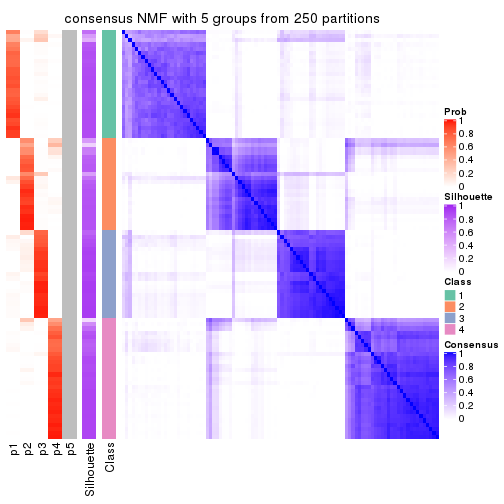 consensus NMF with 5 groups from 250 partitions
Prob
1
0.8
0.6
0.4
0.2
0
Silhouette
1
0.8
0.6
0.4
0.2
0
Class
1
2
3
4
Consensus
1
0.8
0.6
0.4
0.2
0
p1
p2
p3
p4
p5
Silhouette
Class